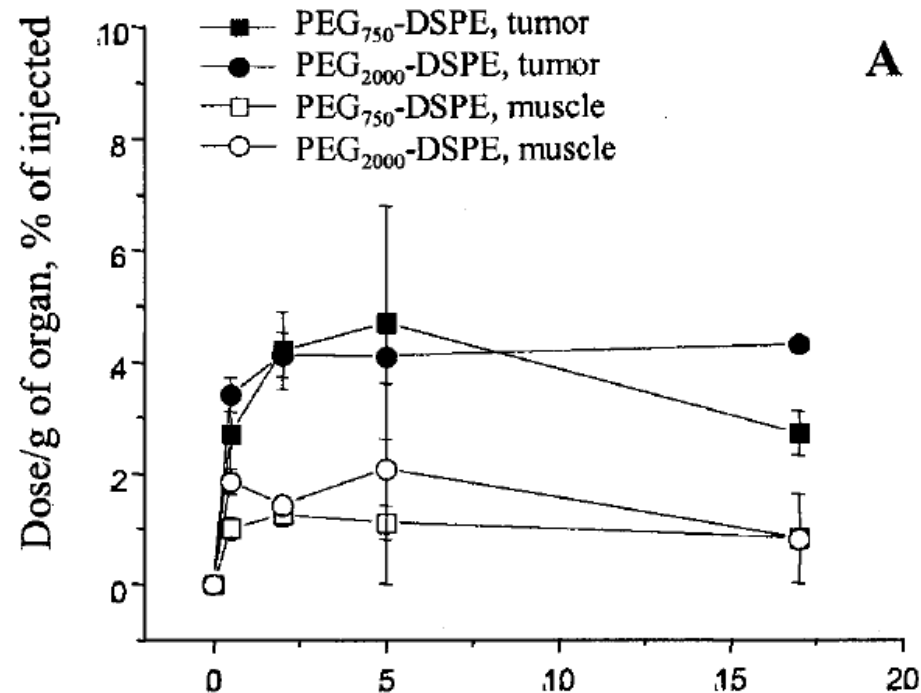 Dose/g of organ, % of injected
PEG₇₅₀-DSPE, tumor
PEG₂₀₀₀-DSPE, tumor
PEG₇₅₀-DSPE, muscle
PEG₂₀₀₀-DSPE, muscle
A
10
8
6
4
2
0
0
5
10
15
20